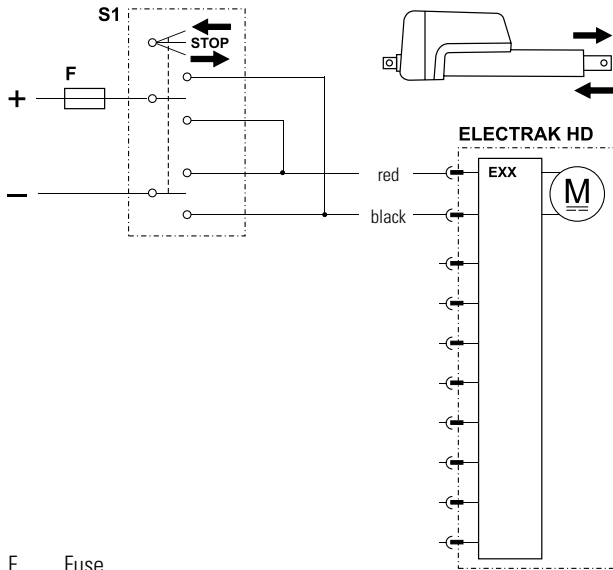 S1
STOP
F
+
−
ELECTRAK HD
red
EXX
M
black
F Fuse